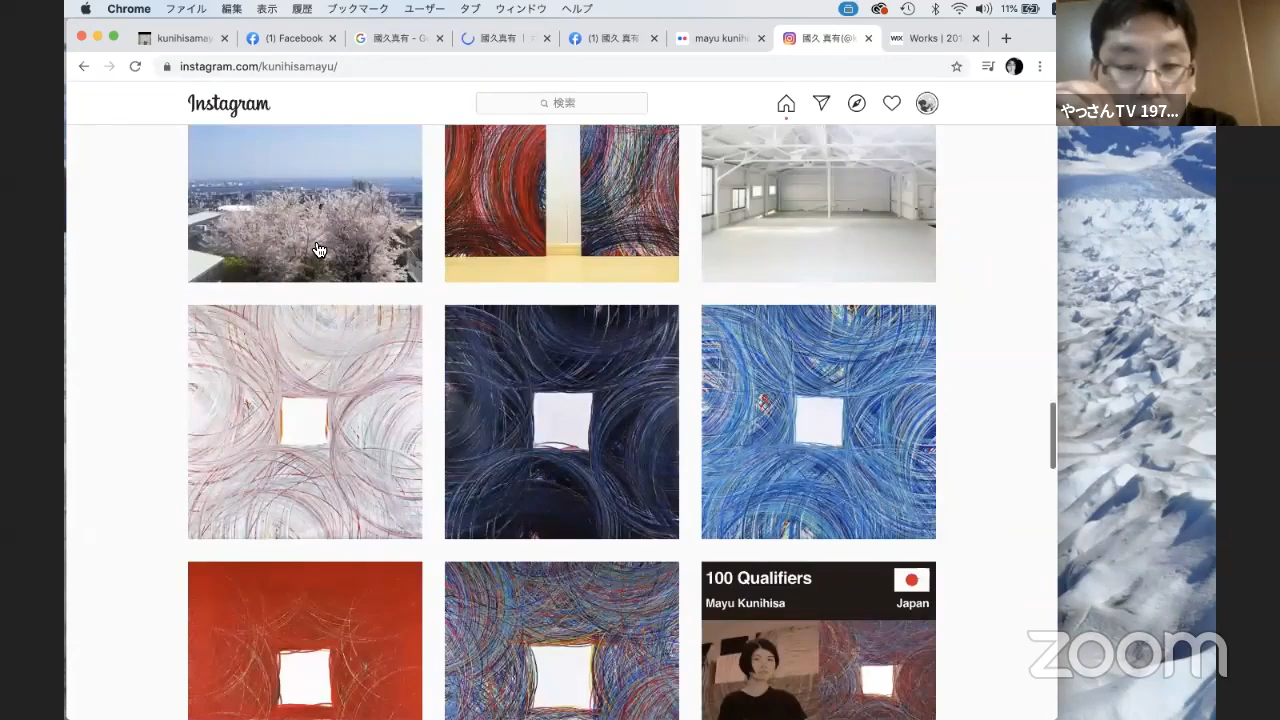 Chrome ファイル 編集 表示 履歴 ブックマーク ユーザー タブ ウィンドウ ヘルプ 11%
kunihisamay (1) Facebook 國久真有 - G 國久真有 (1) 國久 真有 mayu kunih 國久 真有(@k Works | 201
instagram.com/kunihisamayu/
Instagram 検索
やっさんTV 197...
100 Qualifiers
Mayu Kunihisa Japan
zoom